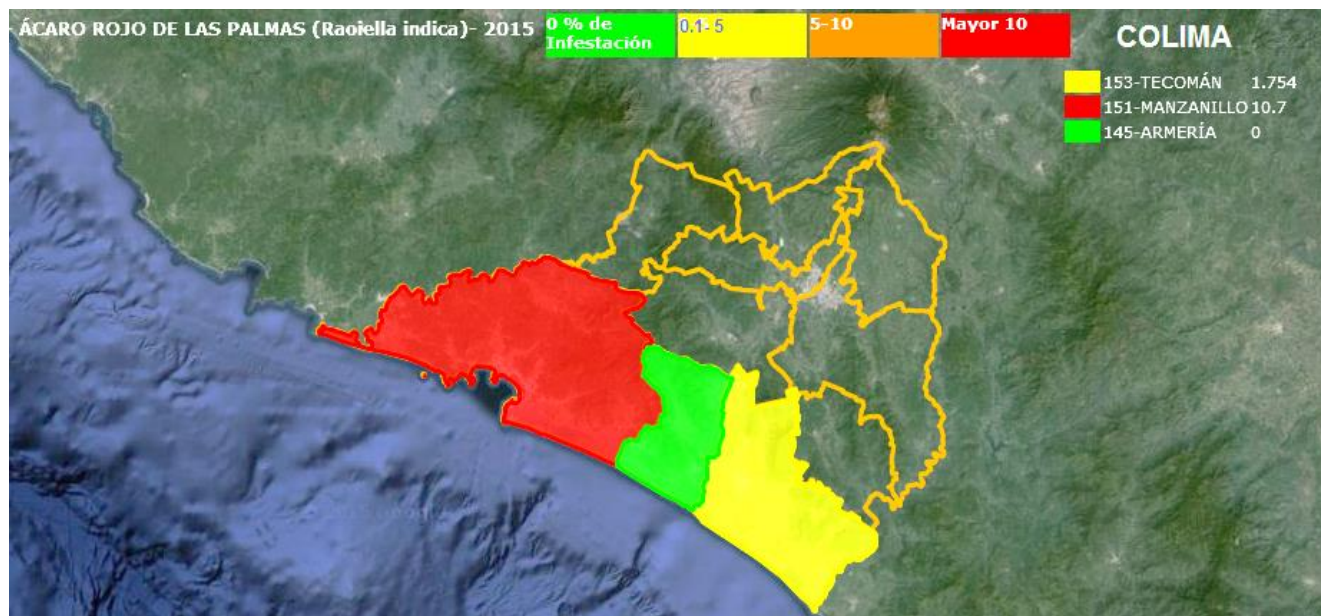 ÁCARO ROJO DE LAS PALMAS (Raoiella indica)- 2015
0 % de
Infestación
0.1- 5
5-10
Mayor 10
COLIMA
153-TECOMÁN 1.754
151-MANZANILLO 10.7
145-ARMERÍA 0